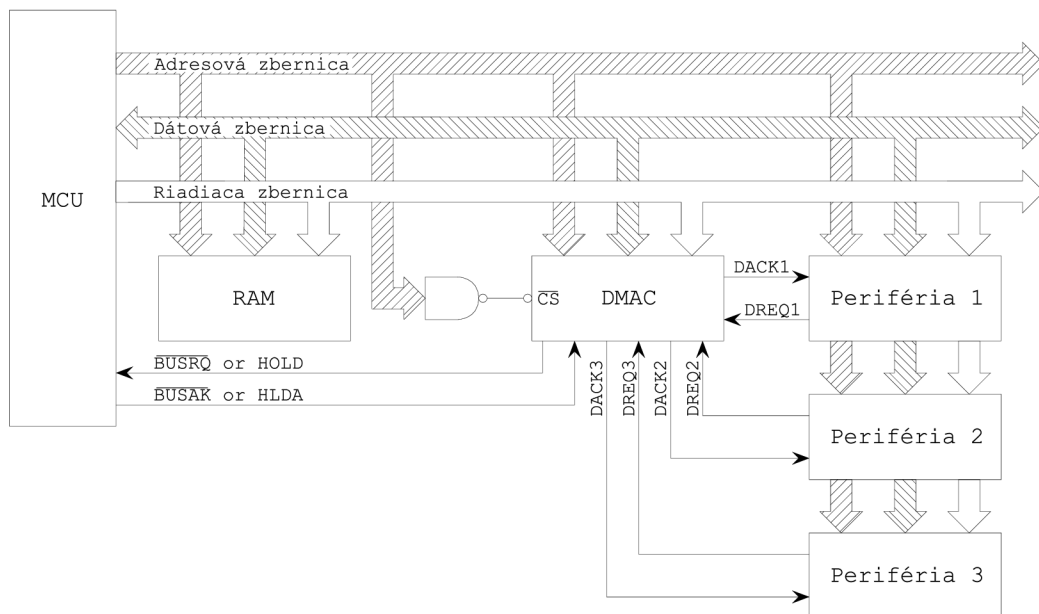 Adresová zbernica
Dátová zbernica
Riadiaca zbernica
MCU
RAM
CS
DMAC
DACK1
DREQ1
Periféria 1
BUSRQ or HOLD
BUSAK or HLDA
DACK3
DREQ3
DACK2
DREQ2
Periféria 2
Periféria 3